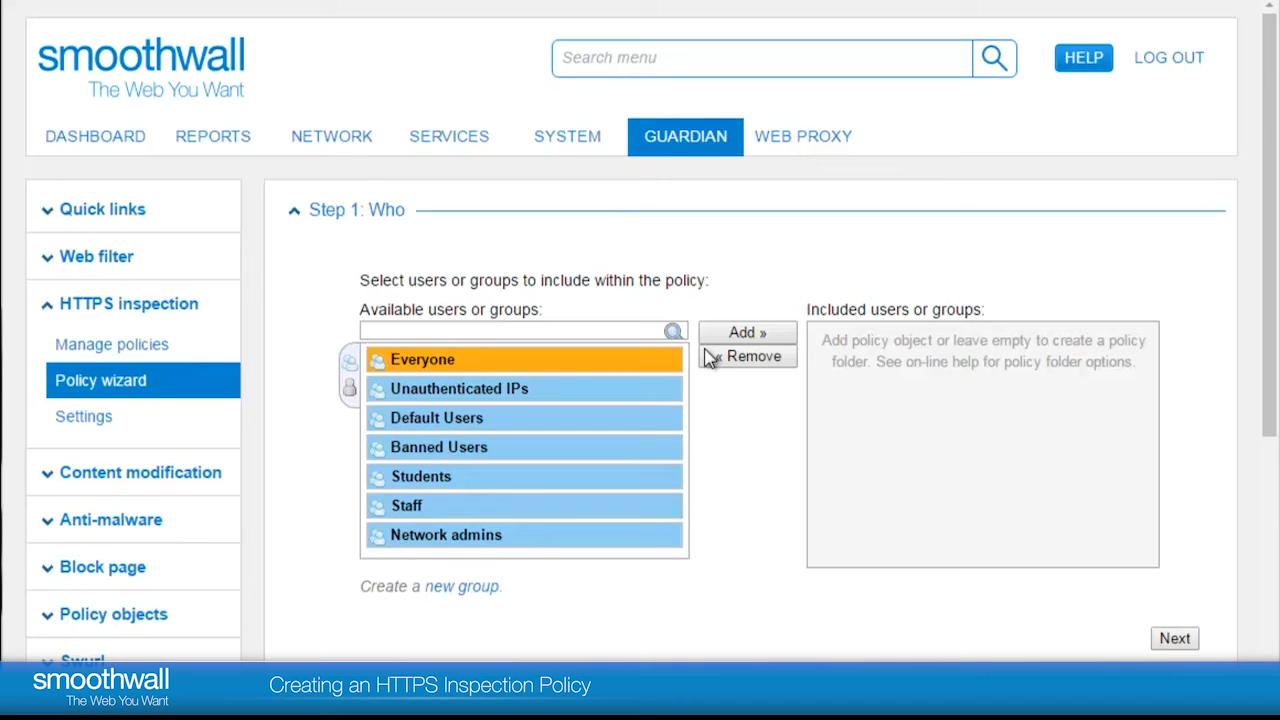 smoothwall
The Web You Want
Search menu
HELP
LOG OUT
DASHBOARD
REPORTS
NETWORK
SERVICES
SYSTEM
GUARDIAN
WEB PROXY
Quick links
Web filter
HTTPS inspection
Manage policies
Policy wizard
Settings
Content modification
Anti-malware
Block page
Policy objects
Swurl
Step 1: Who
Select users or groups to include within the policy:
Available users or groups:
Everyone
Unauthenticated IPs
Default Users
Banned Users
Students
Staff
Network admins
Create a new group.
Add »
« Remove
Included users or groups:
Add policy object or leave empty to create a policy
folder. See on-line help for policy folder options.
Next
smoothwall
The Web You Want
Creating an HTTPS Inspection Policy